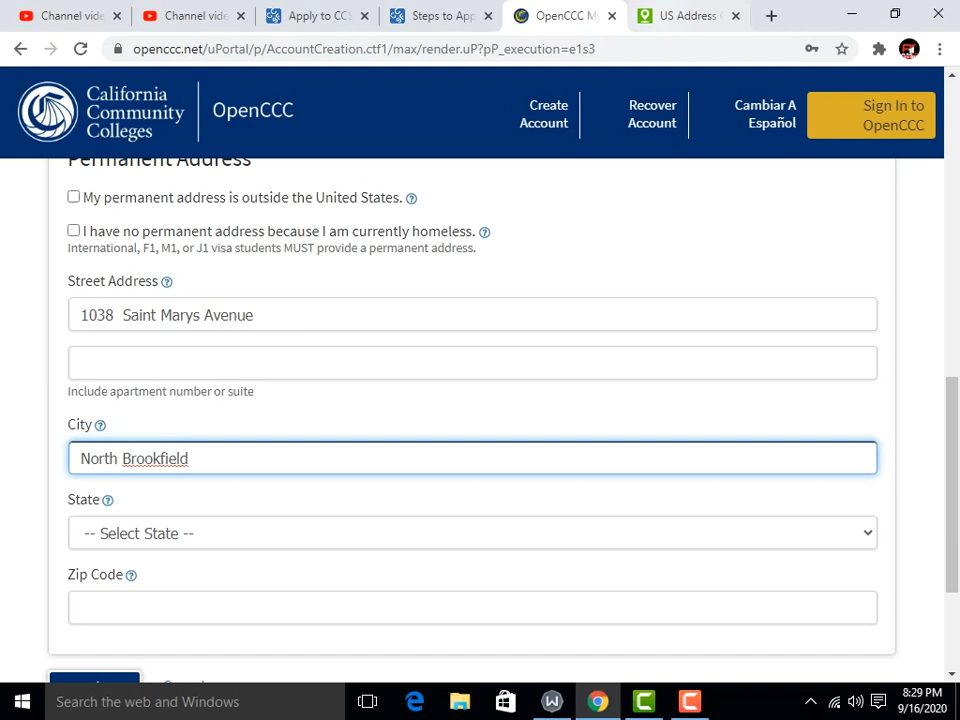 Channel vide
Channel vide
Apply to CCS
Steps to App
OpenCCC My
US Address G
openccc.net/uPortal/p/AccountCreation.ctf1/max/render.uP?pP_execution=e1s3
California
Community
Colleges
OpenCCC
Create
Account
Recover
Account
Cambiar A
Español
Sign In to
OpenCCC
Permanent Address
My permanent address is outside the United States.
I have no permanent address because I am currently homeless.
International, F1, M1, or J1 visa students MUST provide a permanent address.
Street Address
1038 Saint Marys Avenue
Include apartment number or suite
City
North Brookfield
State
-- Select State --
Zip Code
Search the web and Windows
8:29 PM
9/16/2020